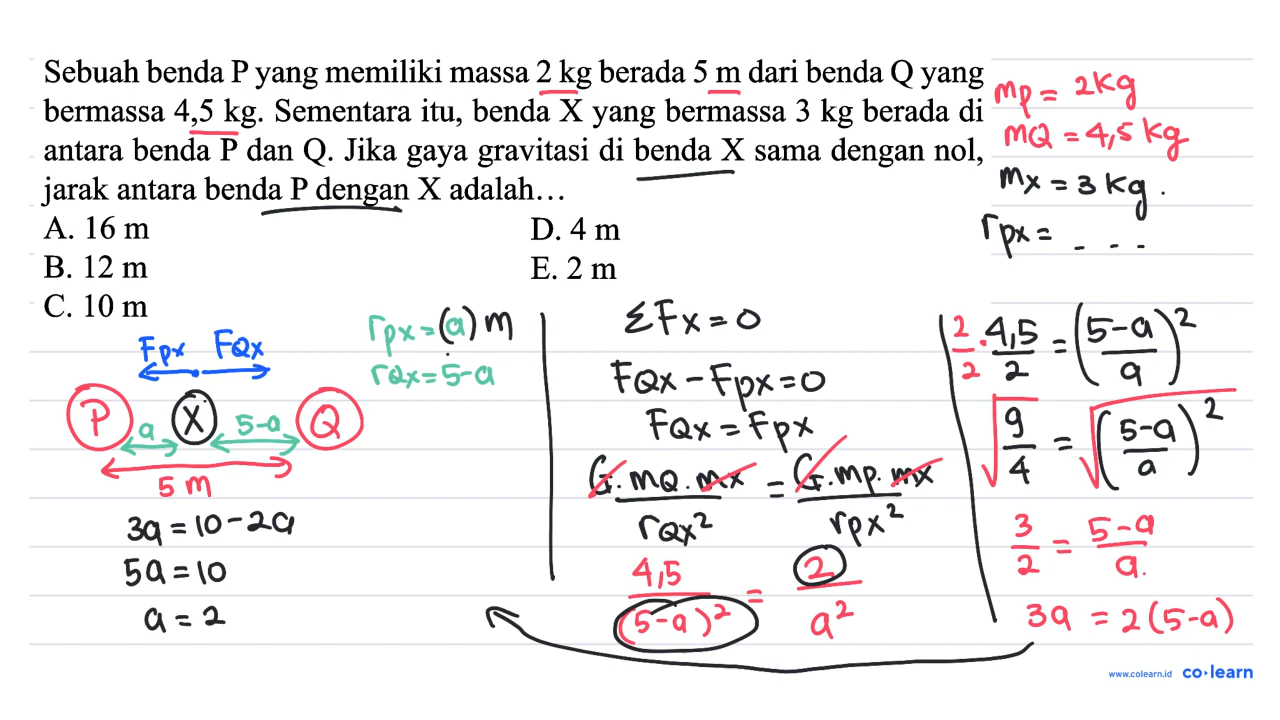 Sebuah benda P yang memiliki massa 2 kg berada 5 m dari benda Q yang
bermassa 4,5 kg. Sementara itu, benda X yang bermassa 3 kg berada di
antara benda P dan Q. Jika gaya gravitasi di benda X sama dengan nol,
jarak antara benda P dengan X adalah…
A. 16 m
B. 12 m
C. 10 m
D. 4 m
E. 2 m
mp = 2kg
mQ = 4,5 kg
mx = 3 kg.
rpx = - - -
Fpx FQx
P a X 5-a Q
5 m
rpx = (a) m
rQx = 5-a
3a = 10 - 2a
5a = 10
a = 2
ΣFx = 0
FQx - Fpx = 0
FQx = Fpx
G. mQ. mx / rQx² = G. mp. mx / rpx²
4,5 / (5-a)² = 2 / a²
2/2 . 4,5/2 = ((5-a)/a)²
√(9/4) = √((5-a)/a)²
3/2 = (5-a)/a.
3a = 2(5-a)
www.colearn.id co·learn